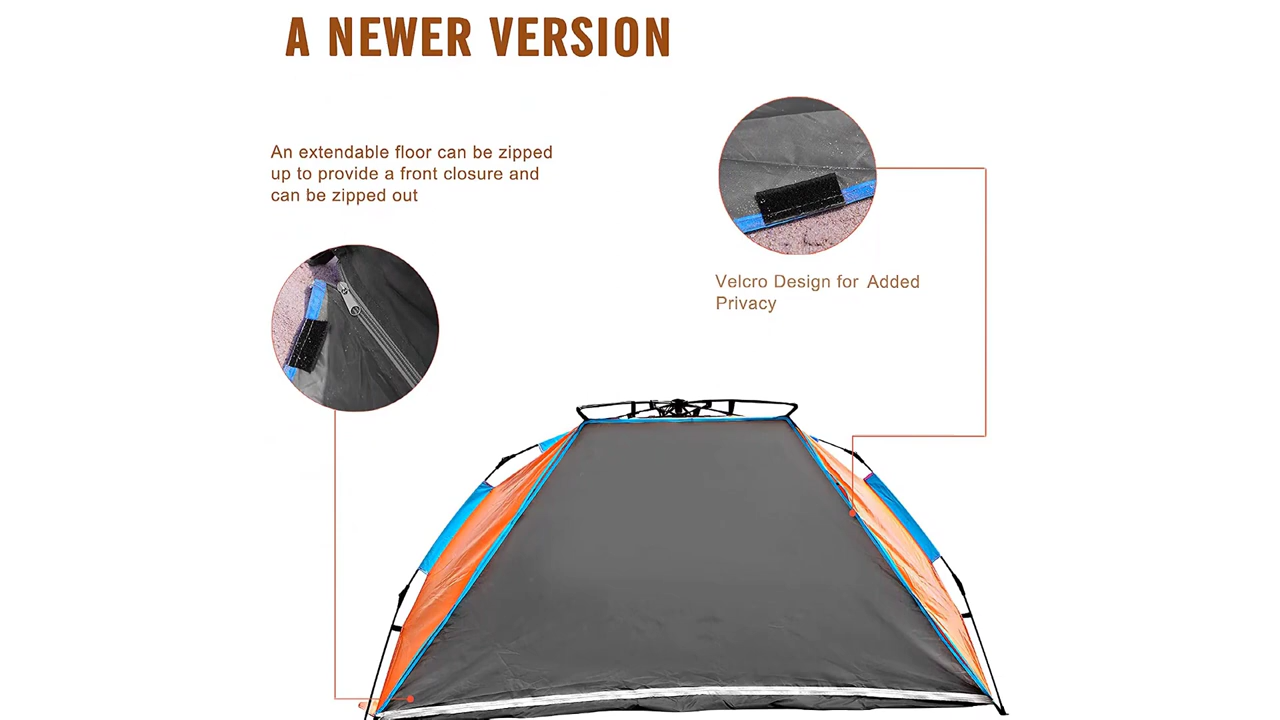 A NEWER VERSION
An extendable floor can be zipped
up to provide a front closure and
can be zipped out
Velcro Design for Added
Privacy